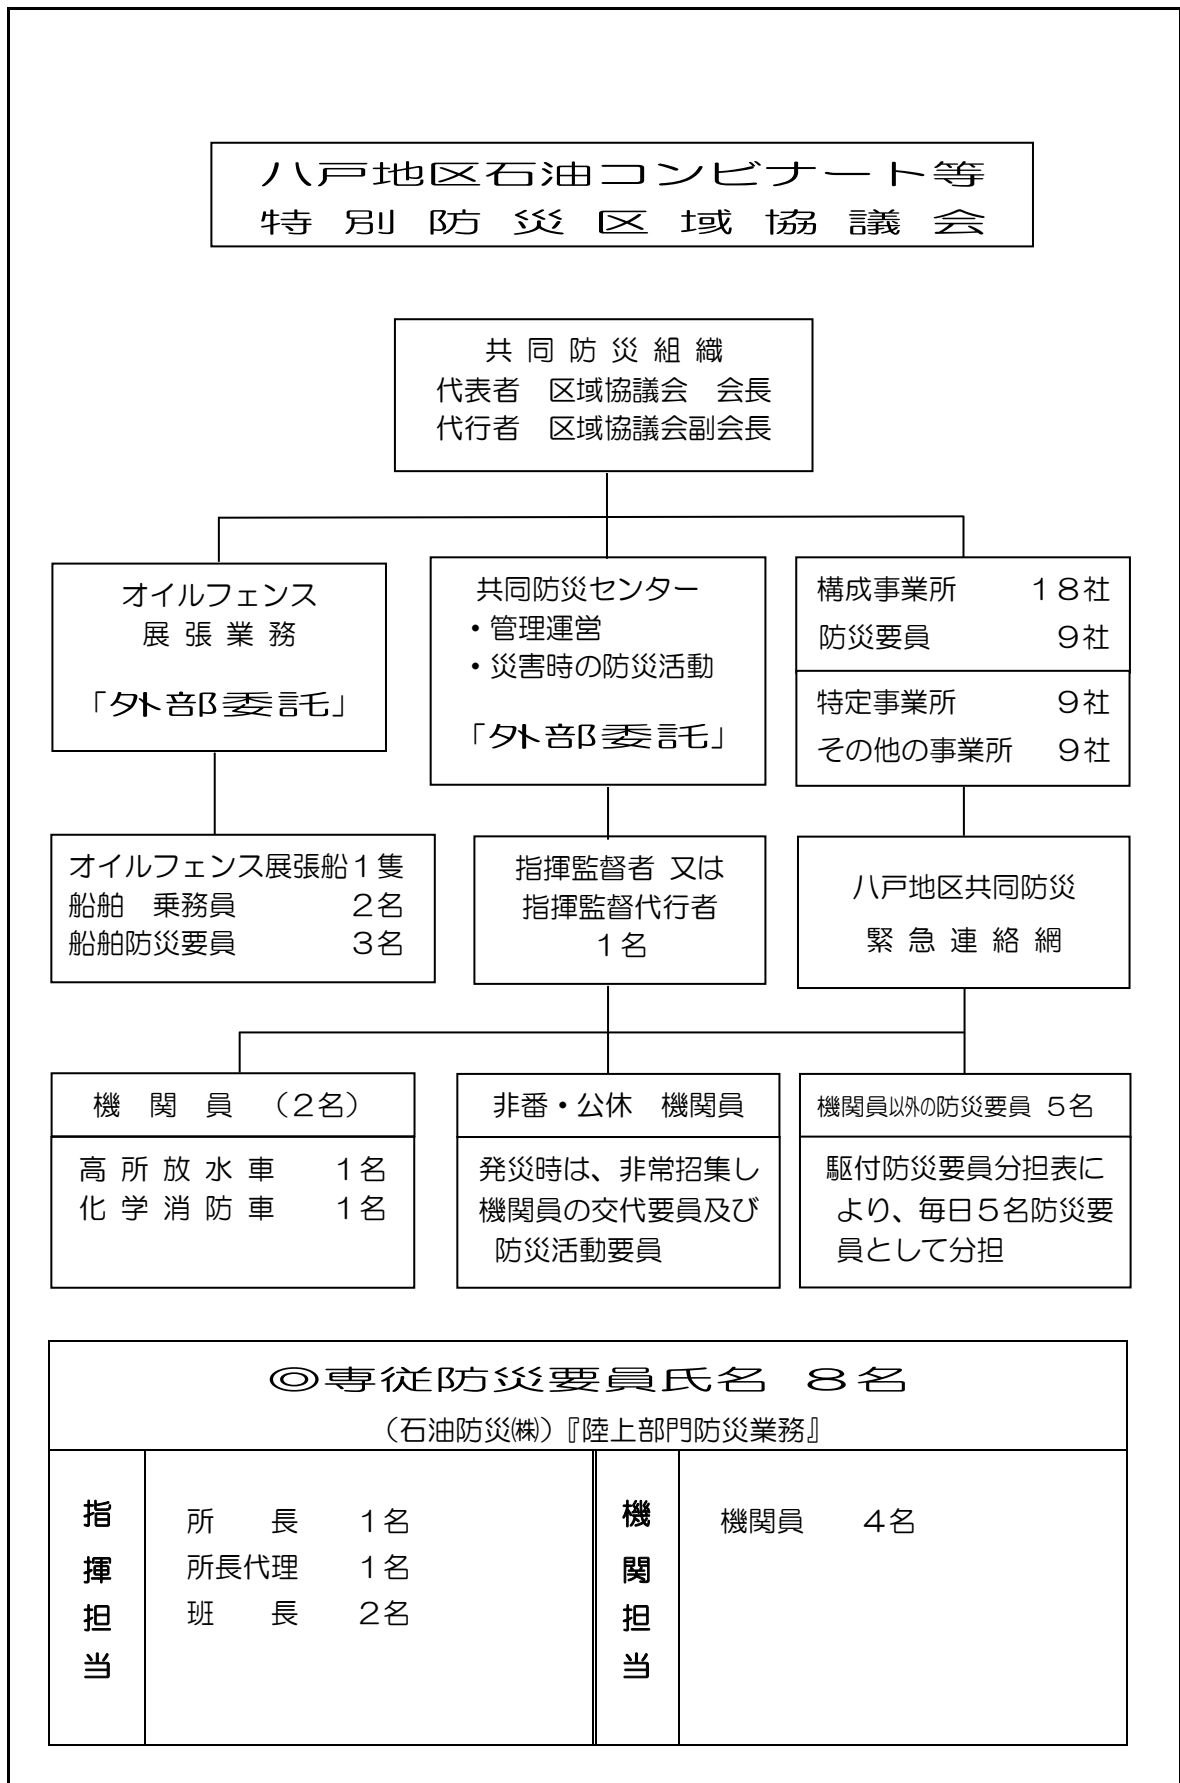 八戸地区石油コンビナート等
特別防災区域協議会
共同防災組織
代表者　区域協議会　会長
代行者　区域協議会副会長
オイルフェンス
展張業務
「外部委託」
共同防災センター
・管理運営
・災害時の防災活動
「外部委託」
構成事業所　１８社
防災要員　９社
特定事業所　９社
その他の事業所　９社
オイルフェンス展張船１隻
船舶　乗務員　２名
船舶防災要員　３名
指揮監督者 又は
指揮監督代行者
１名
八戸地区共同防災
緊急連絡網
機　関　員　（２名）
高所放水車　１名
化学消防車　１名
非番・公休　機関員
発災時は、非常招集し
機関員の交代要員及び
防災活動要員
機関員以外の防災要員 ５名
駆付防災要員分担表に
より、毎日５名防災要
員として分担
◎専従防災要員氏名　８名
（石油防災㈱）『陸上部門防災業務』
指揮担当
所　　長　１名
所長代理　１名
班　　長　２名
機関担当
機関員　４名